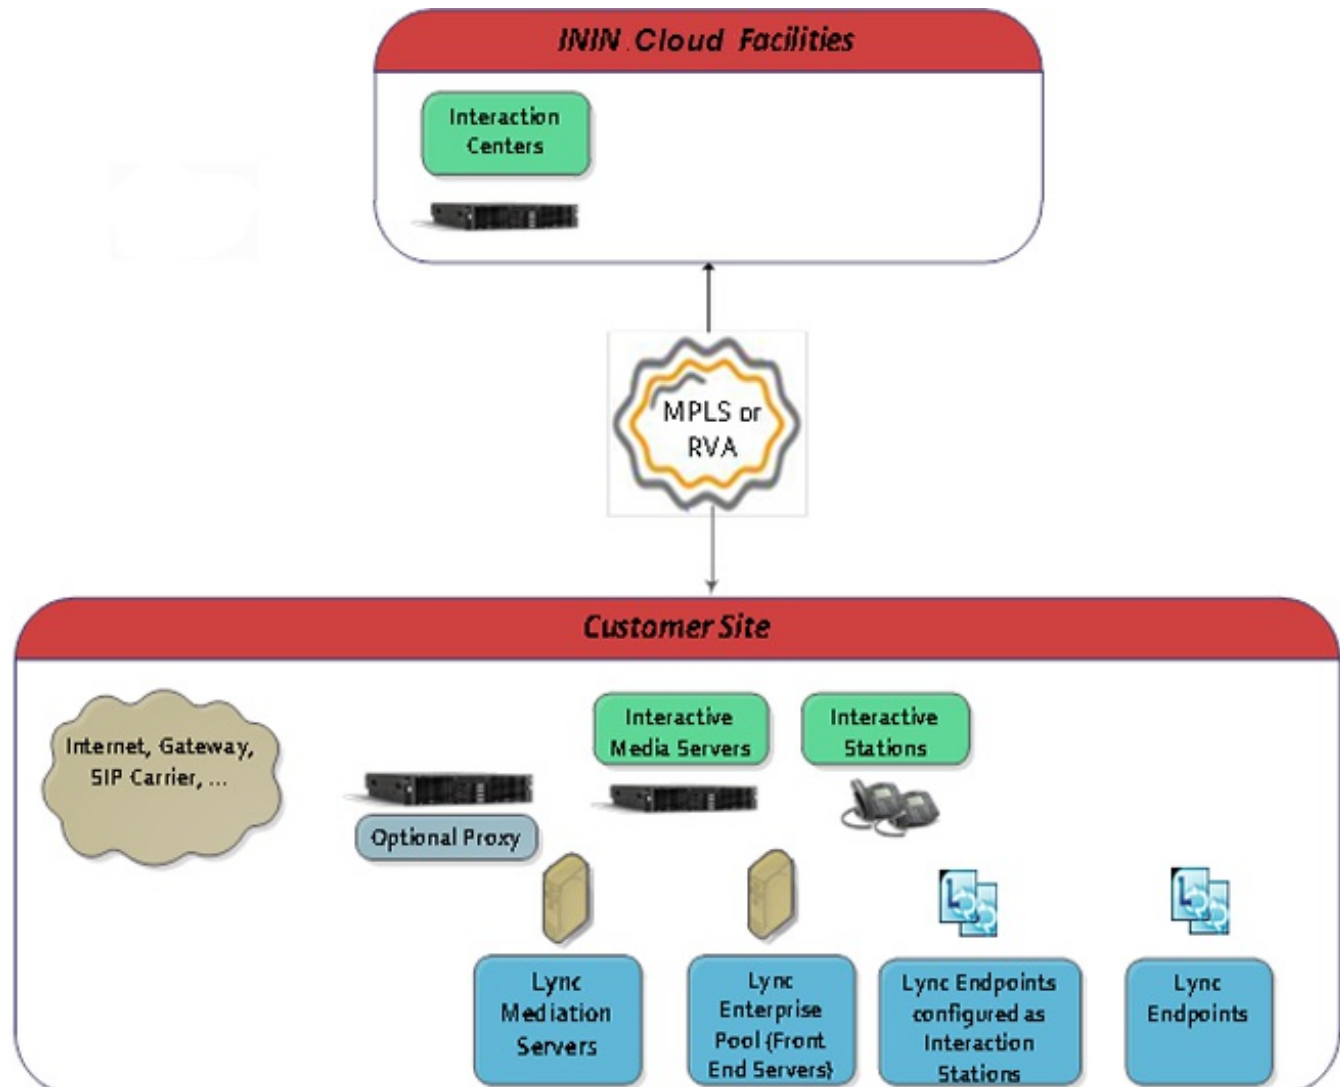 ININ.Cloud Facilities
Interaction
Centers
MPLS or
RVA
Customer Site
Internet, Gateway,
SIP Carrier, ...
Interactive
Media Servers
Interactive
Stations
Optional Proxy
Lync
Mediation
Servers
Lync
Enterprise
Pool (Front
End Servers)
Lync Endpoints
configured as
Interaction
Stations
Lync
Endpoints